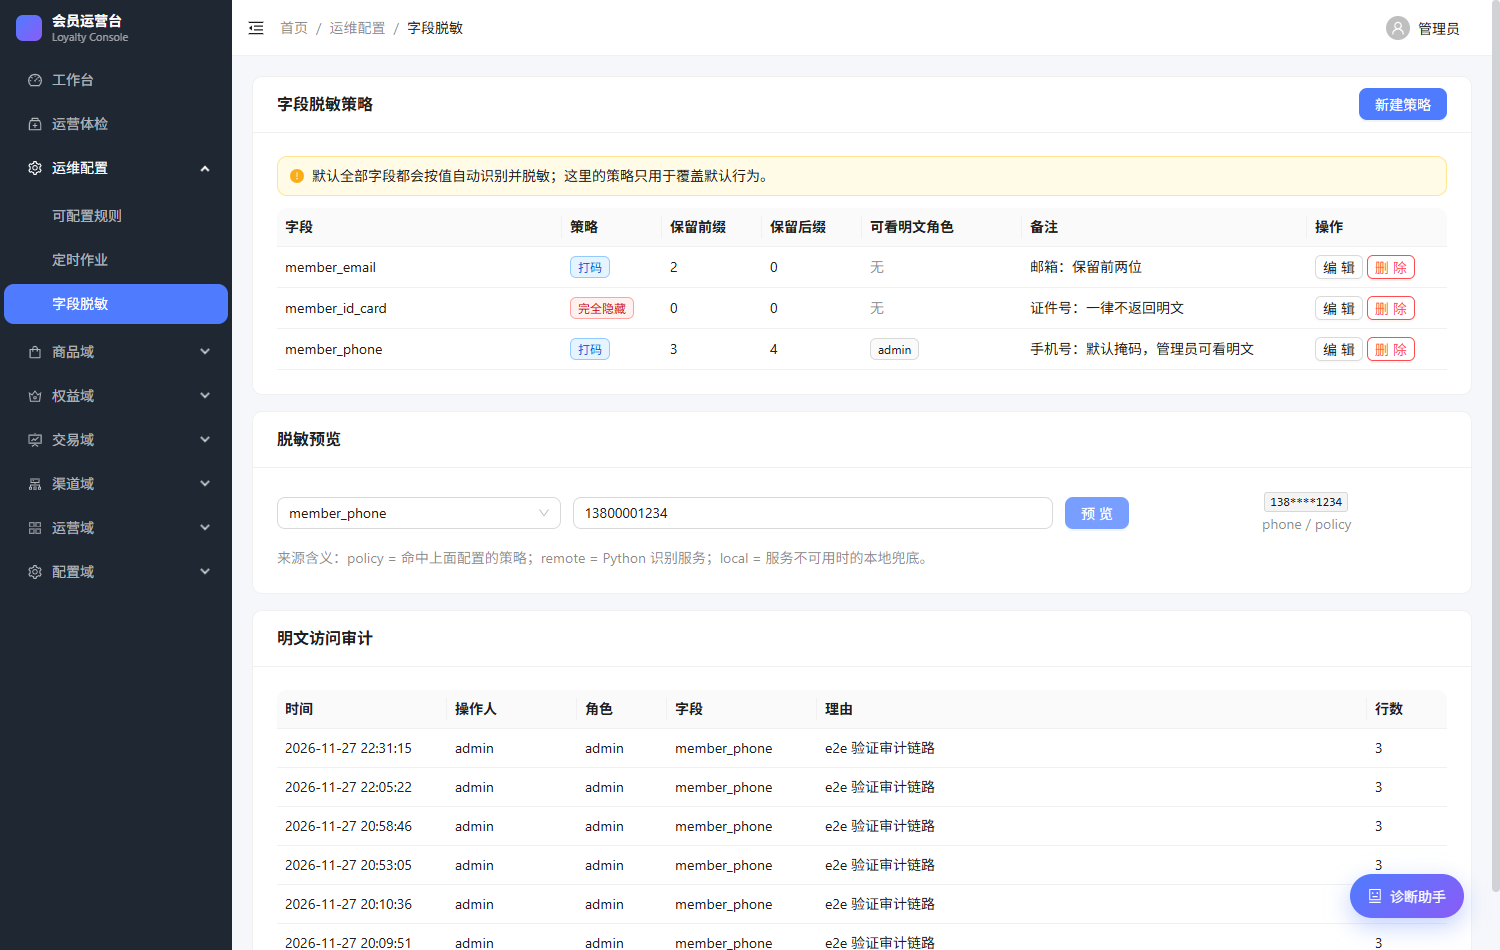 会员运营台
Loyalty Console
工作台
运营体检
运维配置
可配置规则
定时作业
字段脱敏
商品域
权益域
交易域
渠道域
运营域
配置域
首页 / 运维配置 / 字段脱敏
管理员
字段脱敏策略
新建策略
默认全部字段都会按值自动识别并脱敏；这里的策略只用于覆盖默认行为。
字段 策略 保留前缀 保留后缀 可看明文角色 备注 操作
member_email 打码 2 0 无 邮箱：保留前两位 编 辑 删 除
member_id_card 完全隐藏 0 0 无 证件号：一律不返回明文 编 辑 删 除
member_phone 打码 3 4 admin 手机号：默认掩码，管理员可看明文 编 辑 删 除
脱敏预览
member_phone 13800001234 预 览 138****1234
phone / policy
来源含义：policy = 命中上面配置的策略；remote = Python 识别服务；local = 服务不可用时的本地兜底。
明文访问审计
时间 操作人 角色 字段 理由 行数
2026-11-27 22:31:15 admin admin member_phone e2e 验证审计链路 3
2026-11-27 22:05:22 admin admin member_phone e2e 验证审计链路 3
2026-11-27 20:58:46 admin admin member_phone e2e 验证审计链路 3
2026-11-27 20:53:05 admin admin member_phone e2e 验证审计链路 3
2026-11-27 20:10:36 admin admin member_phone e2e 验证审计链路
诊断助手
2026-11-27 20:09:51 admin admin member_phone e2e 验证审计链路 3